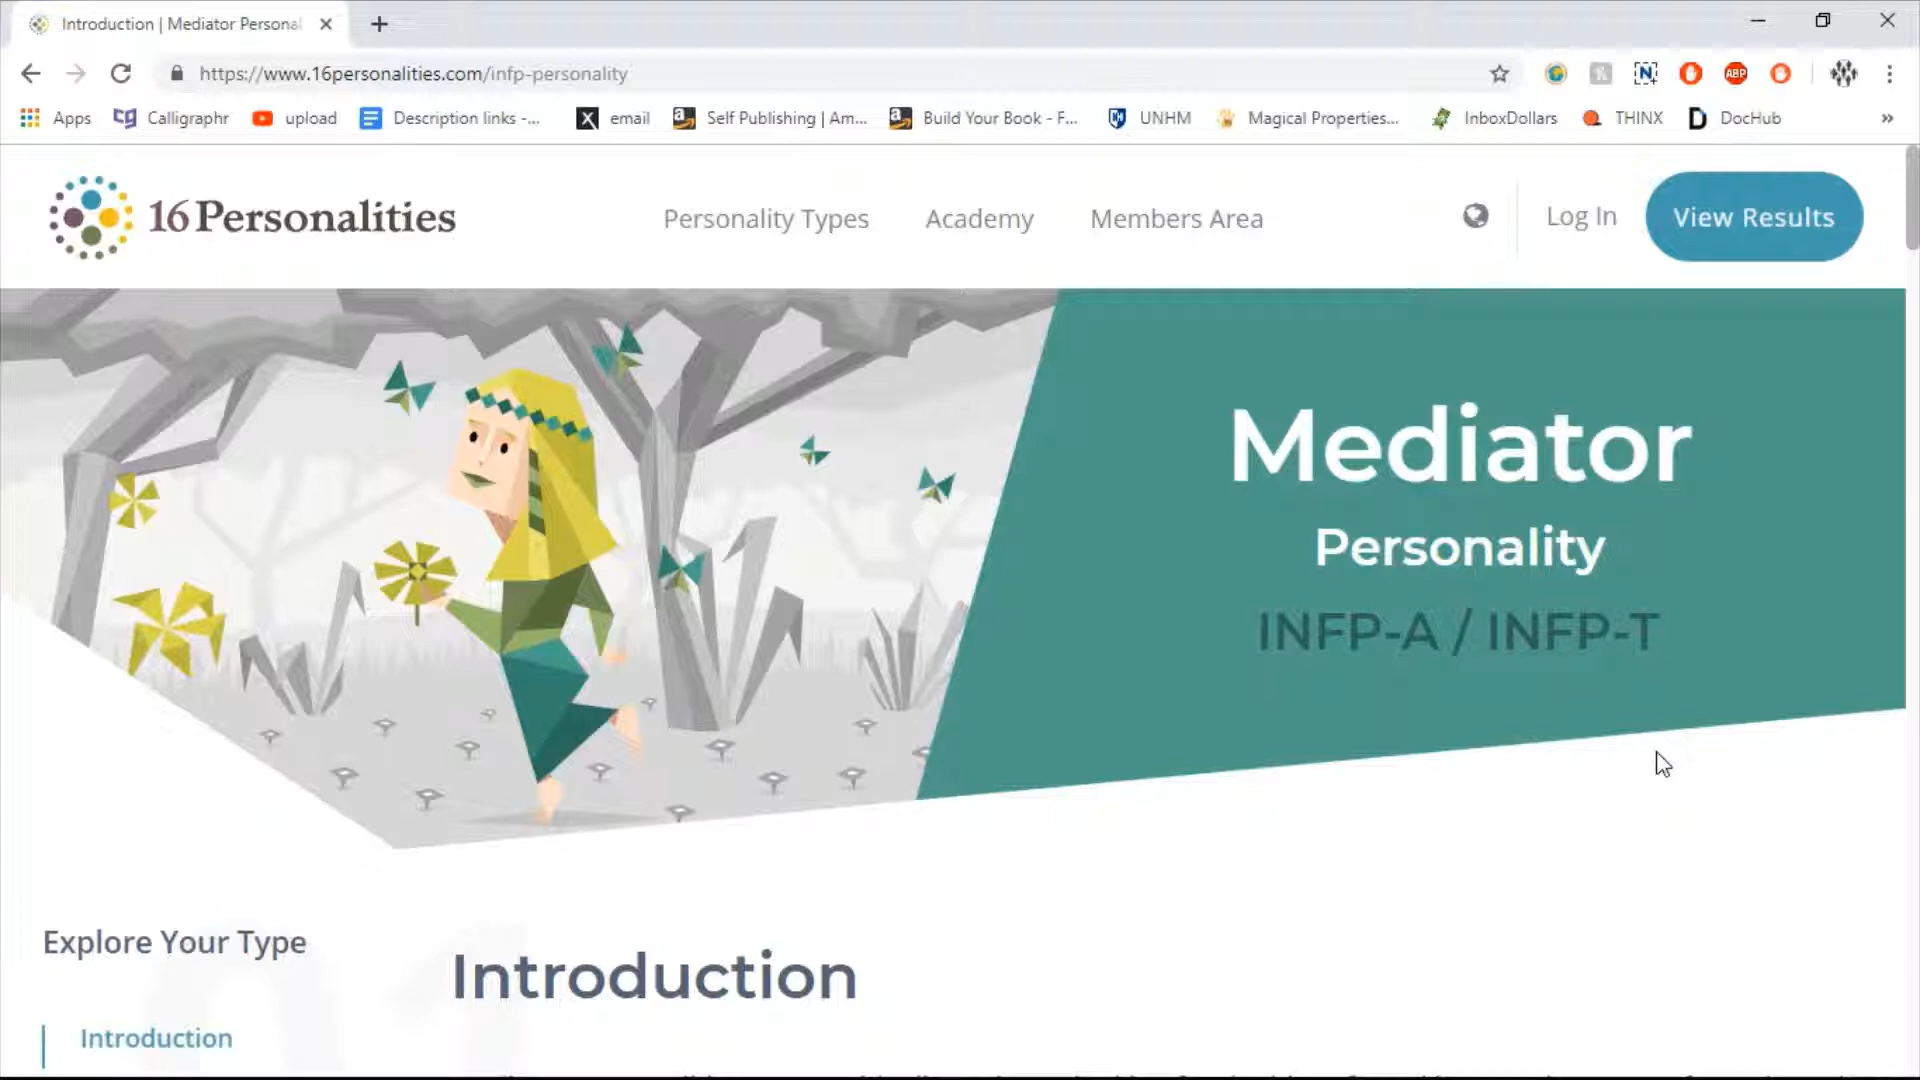 Introduction | Mediator Personal
https://www.16personalities.com/infp-personality
ABP
Apps
Calligraphr
upload
Description links -...
email
Self Publishing | Am...
Build Your Book - F...
UNHM
Magical Properties...
InboxDollars
THINX
DocHub
16Personalities
Personality Types
Academy
Members Area
Log In
View Results
Mediator
Personality
INFP-A / INFP-T
Explore Your Type
01
Introduction
Introduction